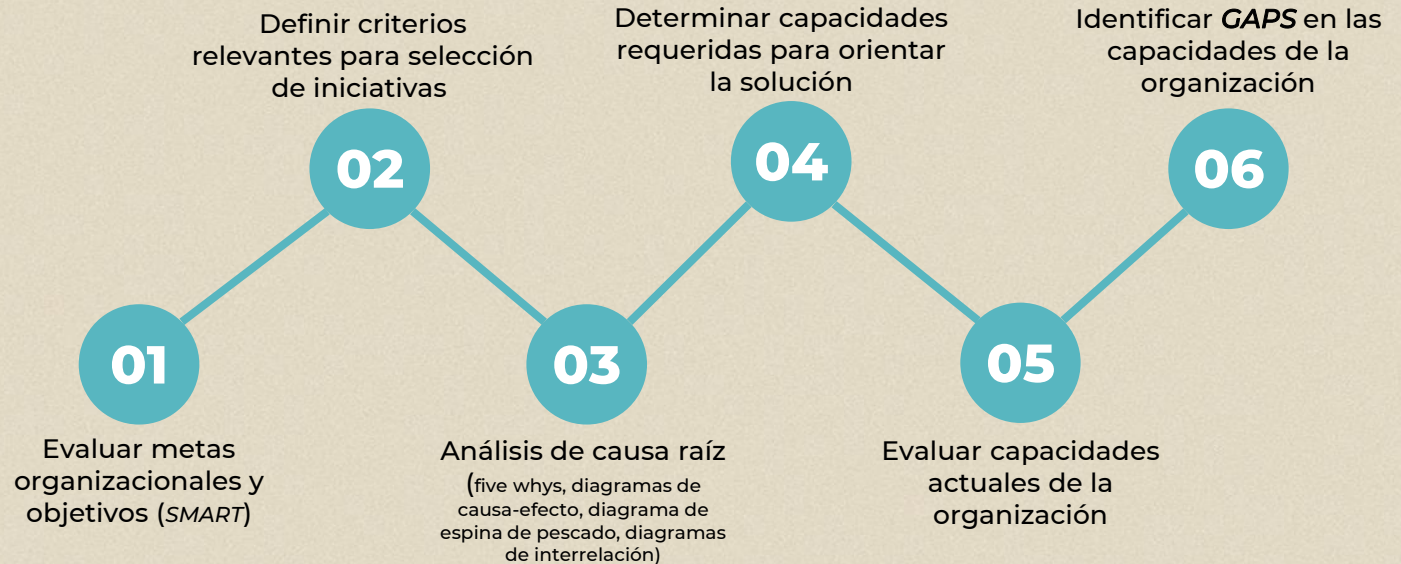 01
Evaluar metas
organizacionales y
objetivos (SMART)
Definir criterios
relevantes para selección
de iniciativas
02
03
Análisis de causa raíz
(five whys, diagramas de
causa-efecto, diagrama de
espina de pescado, diagramas
de interrelación)
Determinar capacidades
requeridas para orientar
la solución
04
05
Evaluar capacidades
actuales de la
organización
Identificar GAPS en las
capacidades de la
organización
06